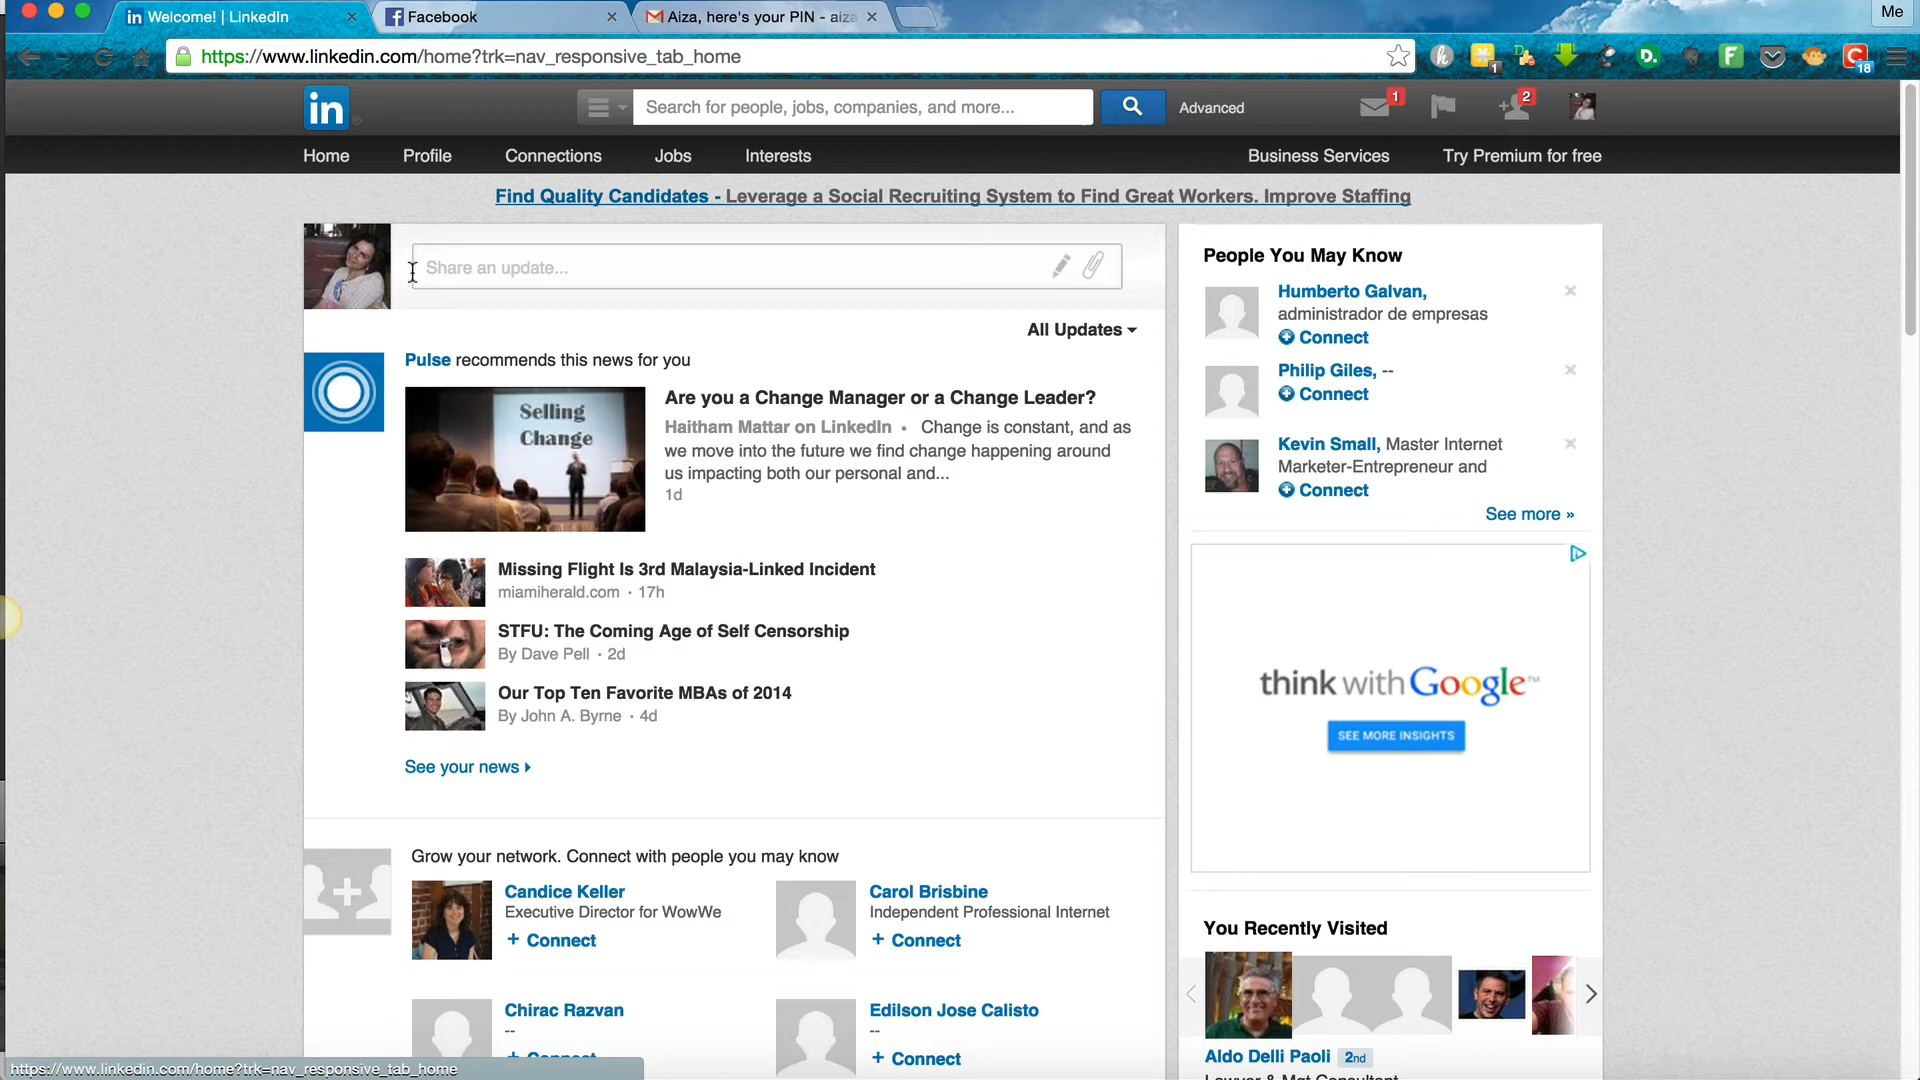 Welcome! | LinkedIn
Facebook
Aiza, here's your PIN - aiza
Me
https://www.linkedin.com/home?trk=nav_responsive_tab_home
1
D.
F
18
in
Search for people, jobs, companies, and more...
Advanced
1
2
Home
Profile
Connections
Jobs
Interests
Business Services
Try Premium for free
Find Quality Candidates - Leverage a Social Recruiting System to Find Great Workers. Improve Staffing
Share an update...
All Updates
Pulse recommends this news for you
Selling
Change
Are you a Change Manager or a Change Leader?
Haitham Mattar on LinkedIn • Change is constant, and as
we move into the future we find change happening around
us impacting both our personal and...
1d
Missing Flight Is 3rd Malaysia-Linked Incident
miamiherald.com • 17h
STFU: The Coming Age of Self Censorship
By Dave Pell • 2d
Our Top Ten Favorite MBAs of 2014
By John A. Byrne • 4d
See your news
Grow your network. Connect with people you may know
Candice Keller
Executive Director for WowWe
+ Connect
Carol Brisbine
Independent Professional Internet
+ Connect
Chirac Razvan
--
+ Connect
Edilson Jose Calisto
--
+ Connect
People You May Know
Humberto Galvan,
administrador de empresas
Connect
Philip Giles, --
Connect
Kevin Small, Master Internet
Marketer-Entrepreneur and
Connect
See more »
think with Google™
SEE MORE INSIGHTS
You Recently Visited
Aldo Delli Paoli 2nd
Lawyer & Mgt Consultant
https://www.linkedin.com/home?trk=nav_responsive_tab_home